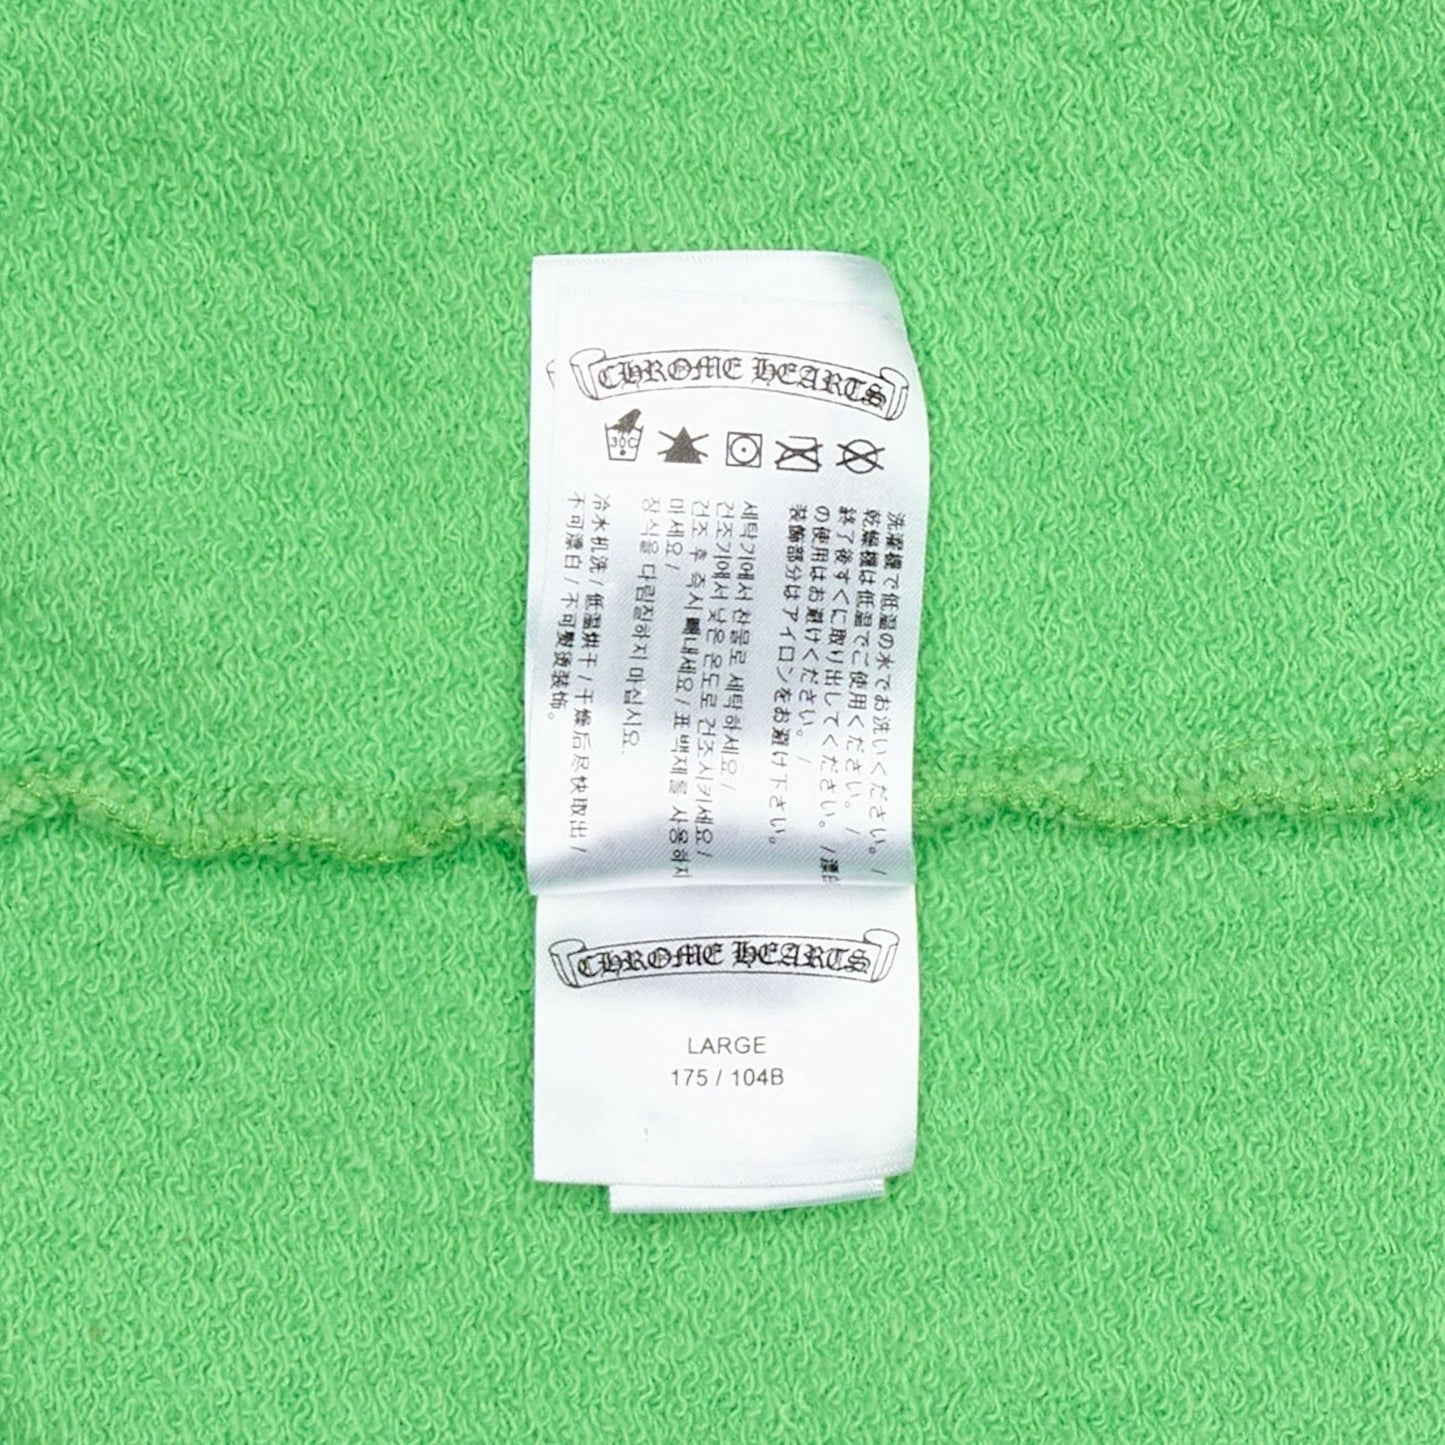 CHROME HEARTS
30C
洗濯機で低温の水でお洗いください。/
乾燥機は低温でご使用ください。/
終了後すぐに取り出してください。/漂白
の使用はお避けください。/
装飾部分はアイロンをお避け下さい。
세탁기에서 찬물로 세탁하세요/
건조기에서 낮은 온도로 건조시키세요/
건조 후 즉시 빼내세요/표백제를 사용하지
마세요/
장식을 다림질하지 마십시요.
冷水机洗/低温烘干/干燥后尽快取出/
不可漂白/不可熨烫装饰。
CHROME HEARTS
LARGE
175 / 104B